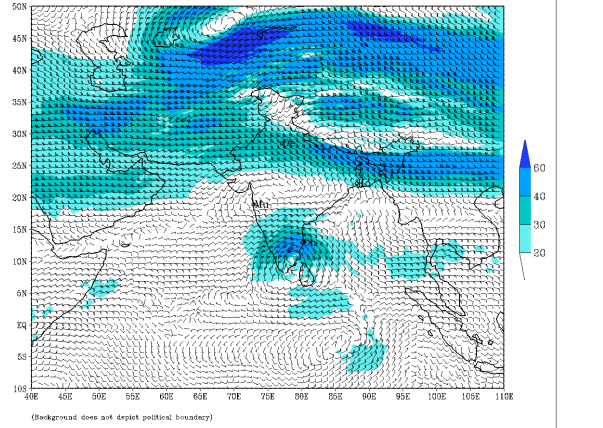 50N
45N
40N
35N
30N
25N
20N
15N
10N
5N
EQ
5S
10S
40E 45E 50E 55E 60E 65E 70E 75E 80E 85E 90E 95E 100E 105E 110E
60
40
30
20
Mu
(Background does not depict political boundary)